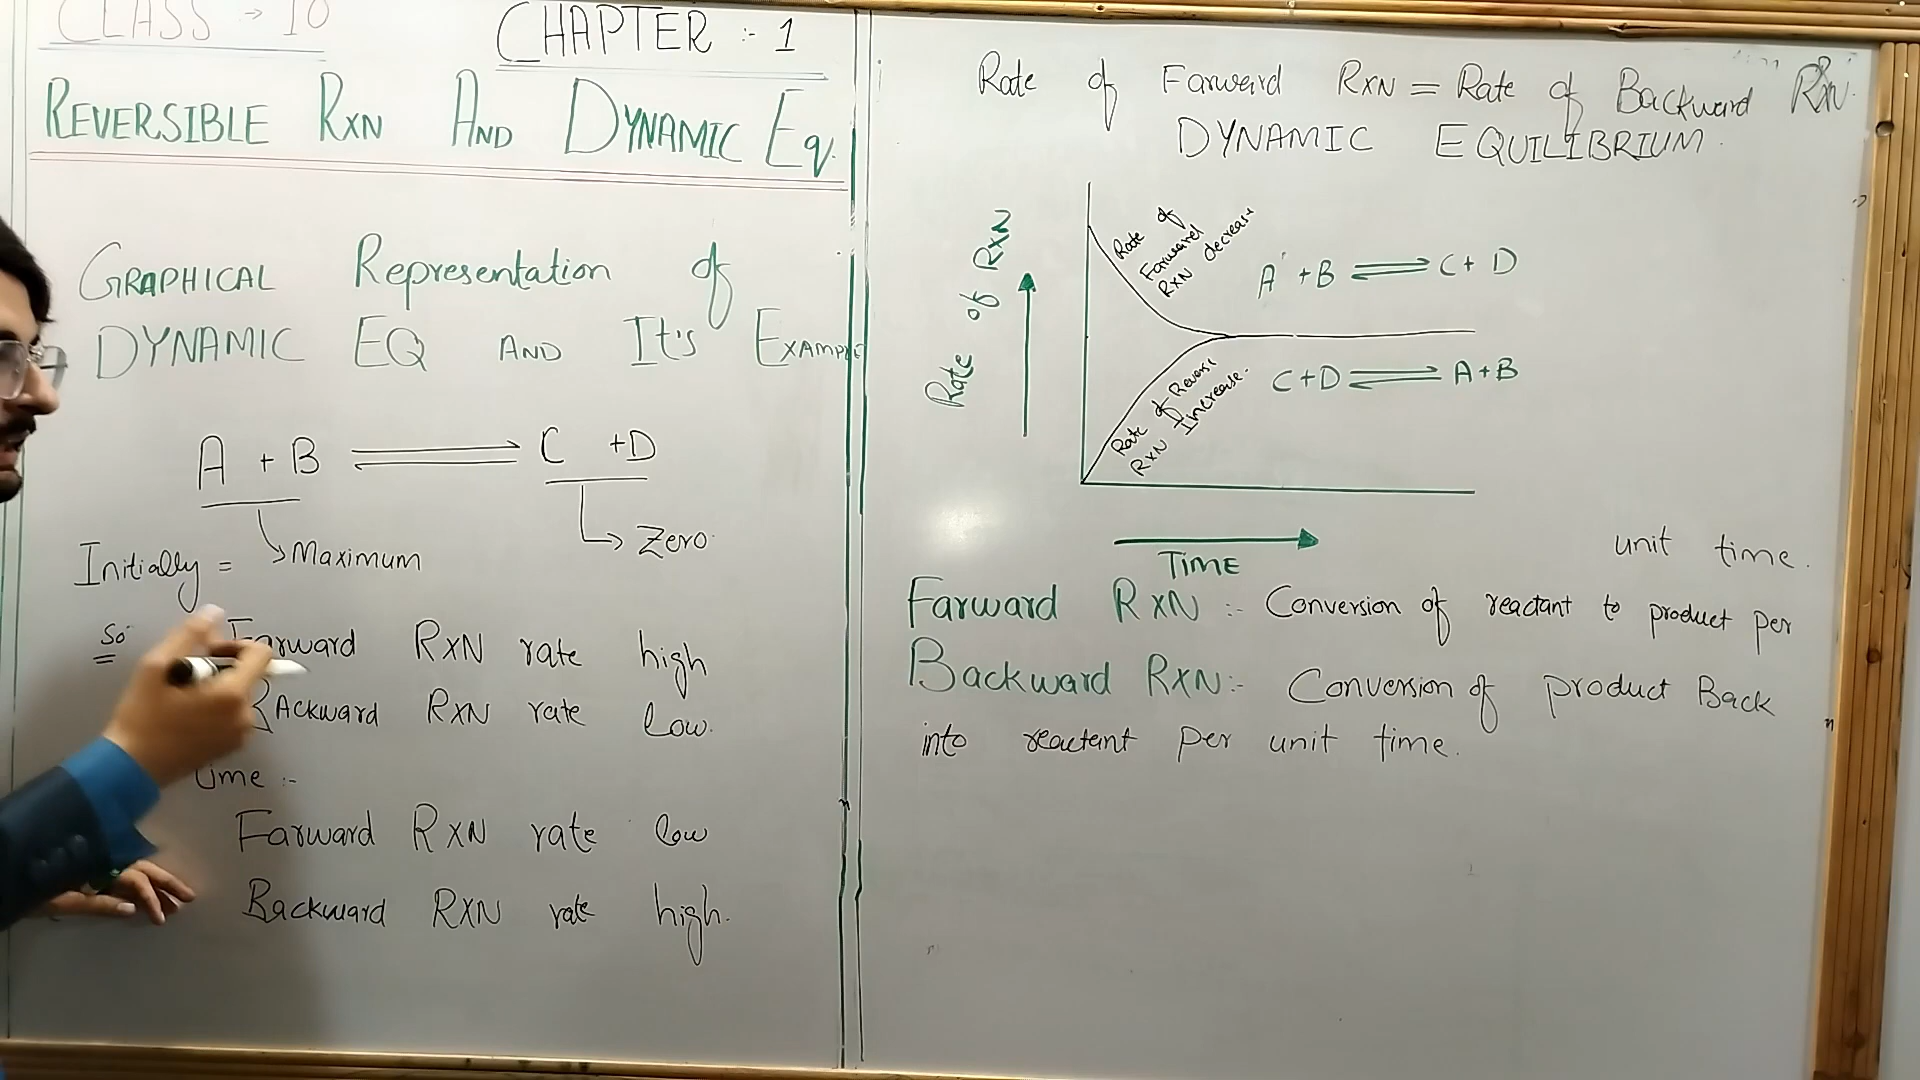 CLASS :- 10
CHAPTER :- 1
REVERSIBLE RXN AND DYNAMIC Eq.
GRAPHICAL Representation of
DYNAMIC EQ AND It's EXAMPLE
A + B ⇌ C + D
Zero.
Initially = Maximum
So Farward RXN rate high
BAckward RXN rate low.
time :-
Farward RXN rate low
Backward RXN rate high.
Rate of Farward RXN = Rate of Backward RXN.
DYNAMIC EQUILIBRIUM.
Rate of RXN
Rate of
Farward
RXN decrease
A + B ⇌ C + D
C + D ⇌ A + B
Rate of Revers
RXN Increase.
TIME
unit time.
Farward RXN :- Conversion of reactant to product per
Backward RXN :- Conversion of product Back
into reactant per unit time.